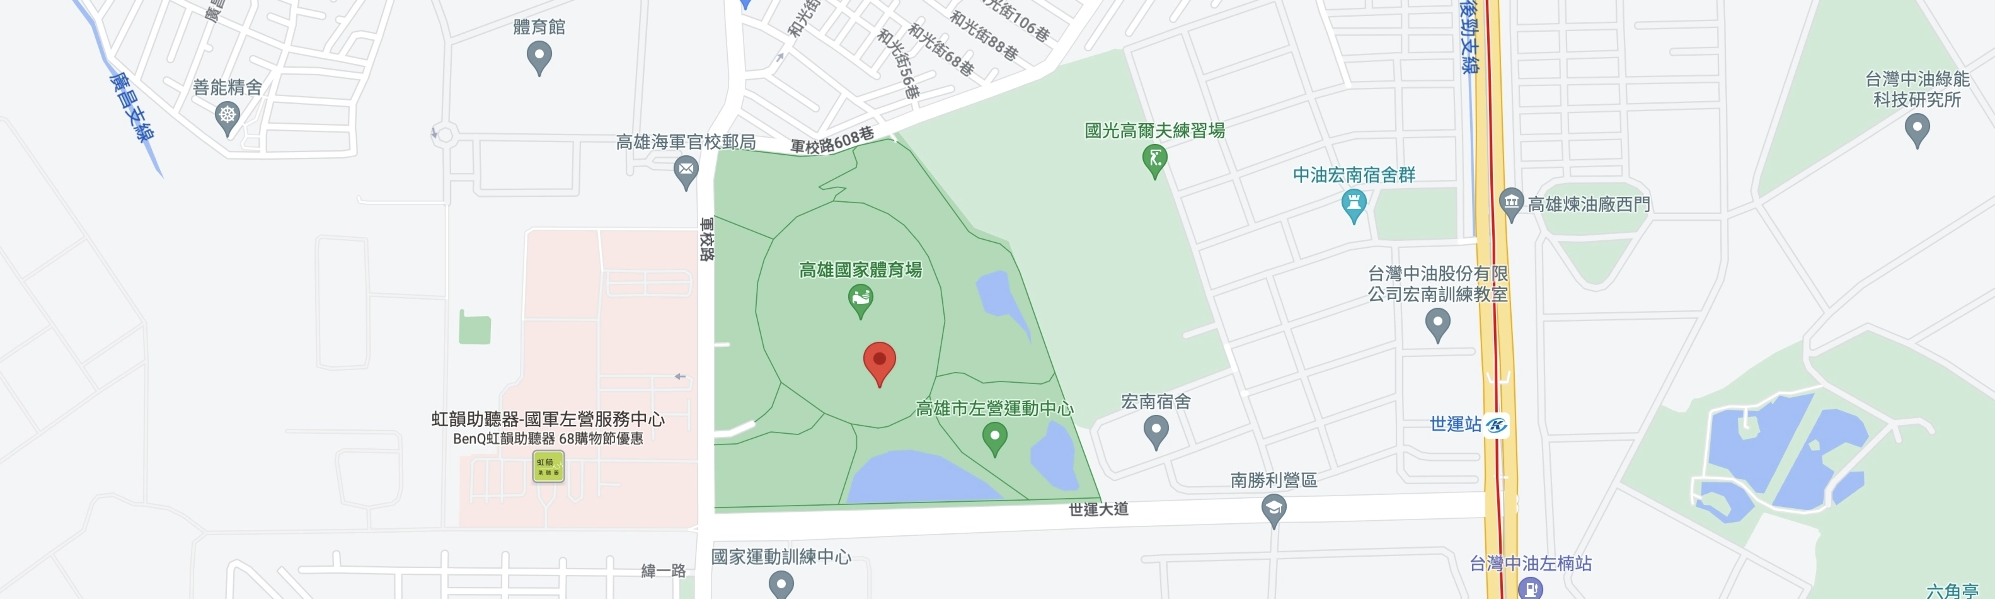 廣昌
體育館
和光街
和光街106巷
和光街88巷
和光街68巷
和光街56巷
後勁支線
廣昌支線
善能精舍
台灣中油綠能
科技研究所
高雄海軍官校郵局
軍校路608巷
國光高爾夫練習場
中油宏南宿舍群
高雄煉油廠西門
軍校路
高雄國家體育場
台灣中油股份有限
公司宏南訓練教室
虹韻助聽器-國軍左營服務中心
BenQ虹韻助聽器 68購物節優惠
虹韻
高雄市左營運動中心
宏南宿舍
世運站
南勝利營區
世運大道
國家運動訓練中心
緯一路
台灣中油左楠站
六角亭